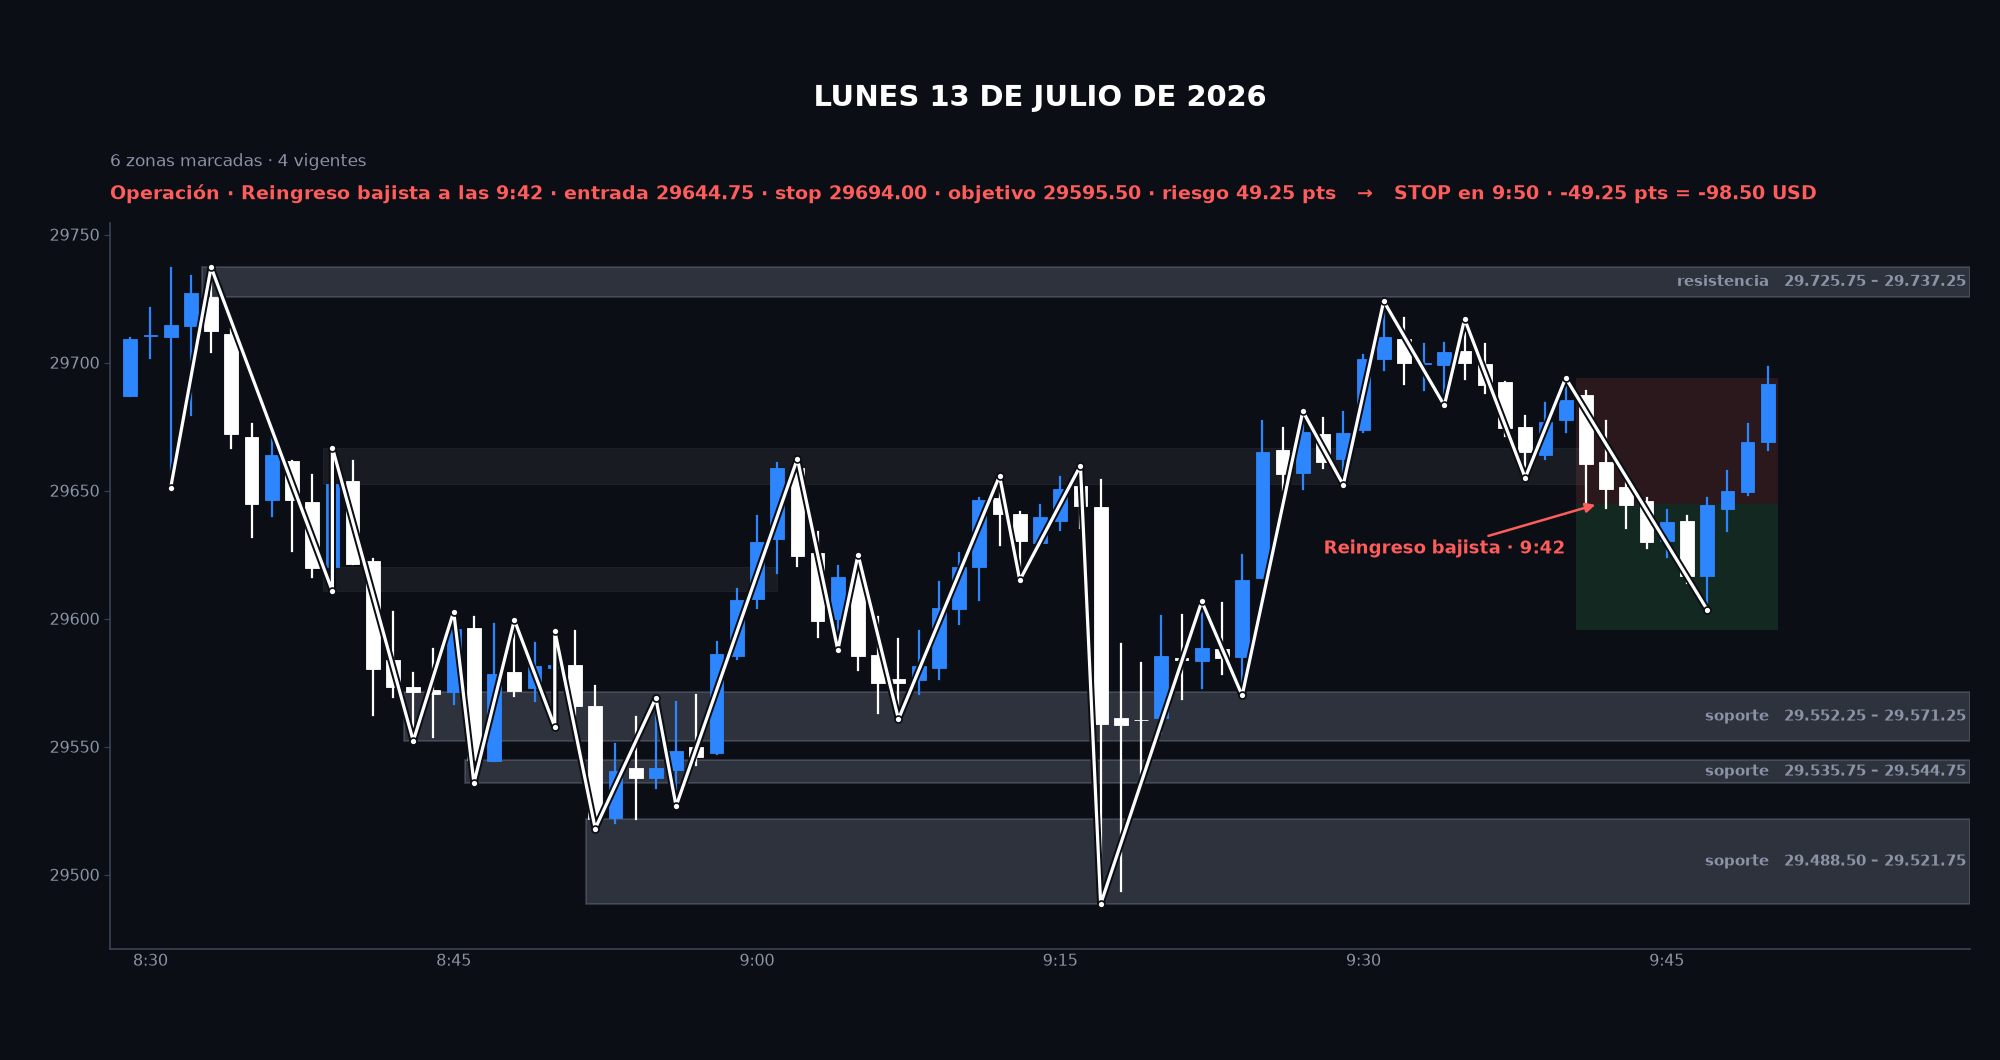 LUNES 13 DE JULIO DE 2026
6 zonas marcadas · 4 vigentes
Operación · Reingreso bajista a las 9:42 · entrada 29644.75 · stop 29694.00 · objetivo 29595.50 · riesgo 49.25 pts → STOP en 9:50 · -49.25 pts = -98.50 USD
29750
resistencia 29.725.75 – 29.737.25
29700
29650
Reingreso bajista · 9:42
29600
soporte 29.552.25 – 29.571.25
29550
soporte 29.535.75 – 29.544.75
soporte 29.488.50 – 29.521.75
29500
8:30 8:45 9:00 9:15 9:30 9:45